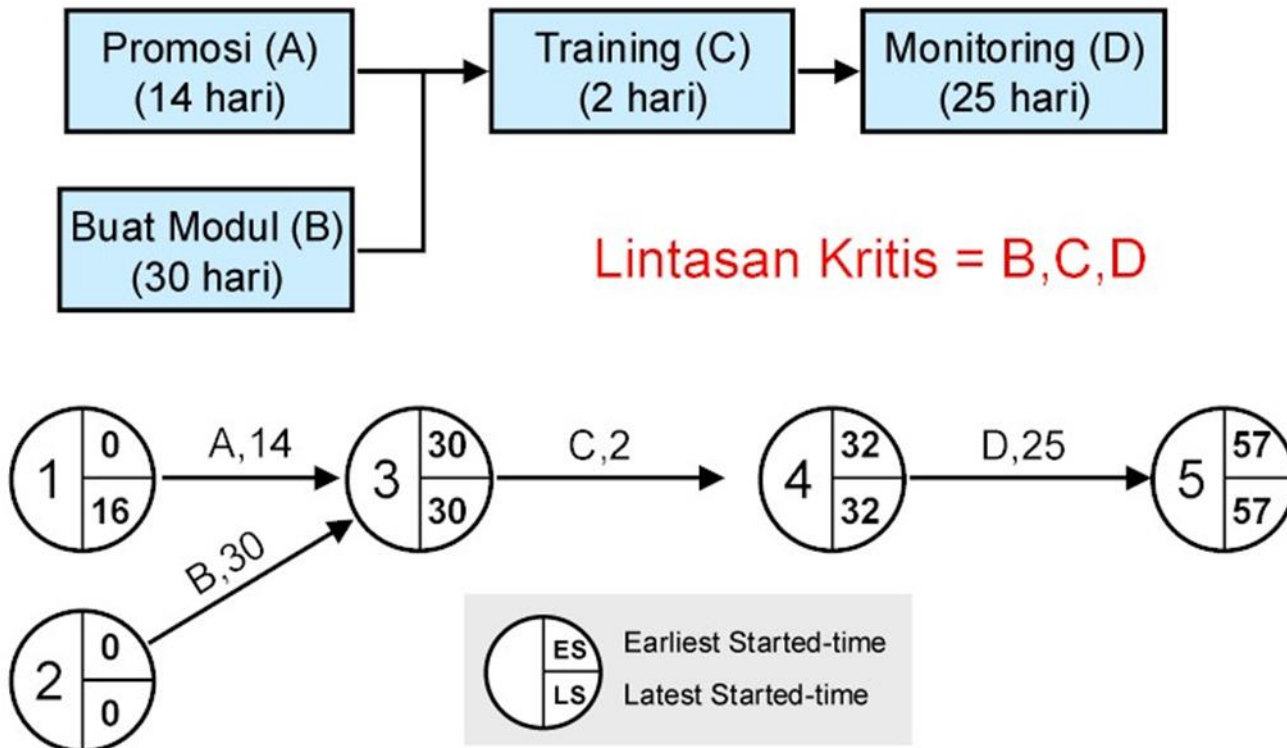 Promosi (A)
(14 hari)
Training (C)
(2 hari)
Monitoring (D)
(25 hari)
Buat Modul (B)
(30 hari)
Lintasan Kritis = B,C,D
1
0
16
A,14
3
30
30
C,2
4
32
32
D,25
5
57
57
B,30
2
0
0
ES
LS
Earliest Started-time
Latest Started-time